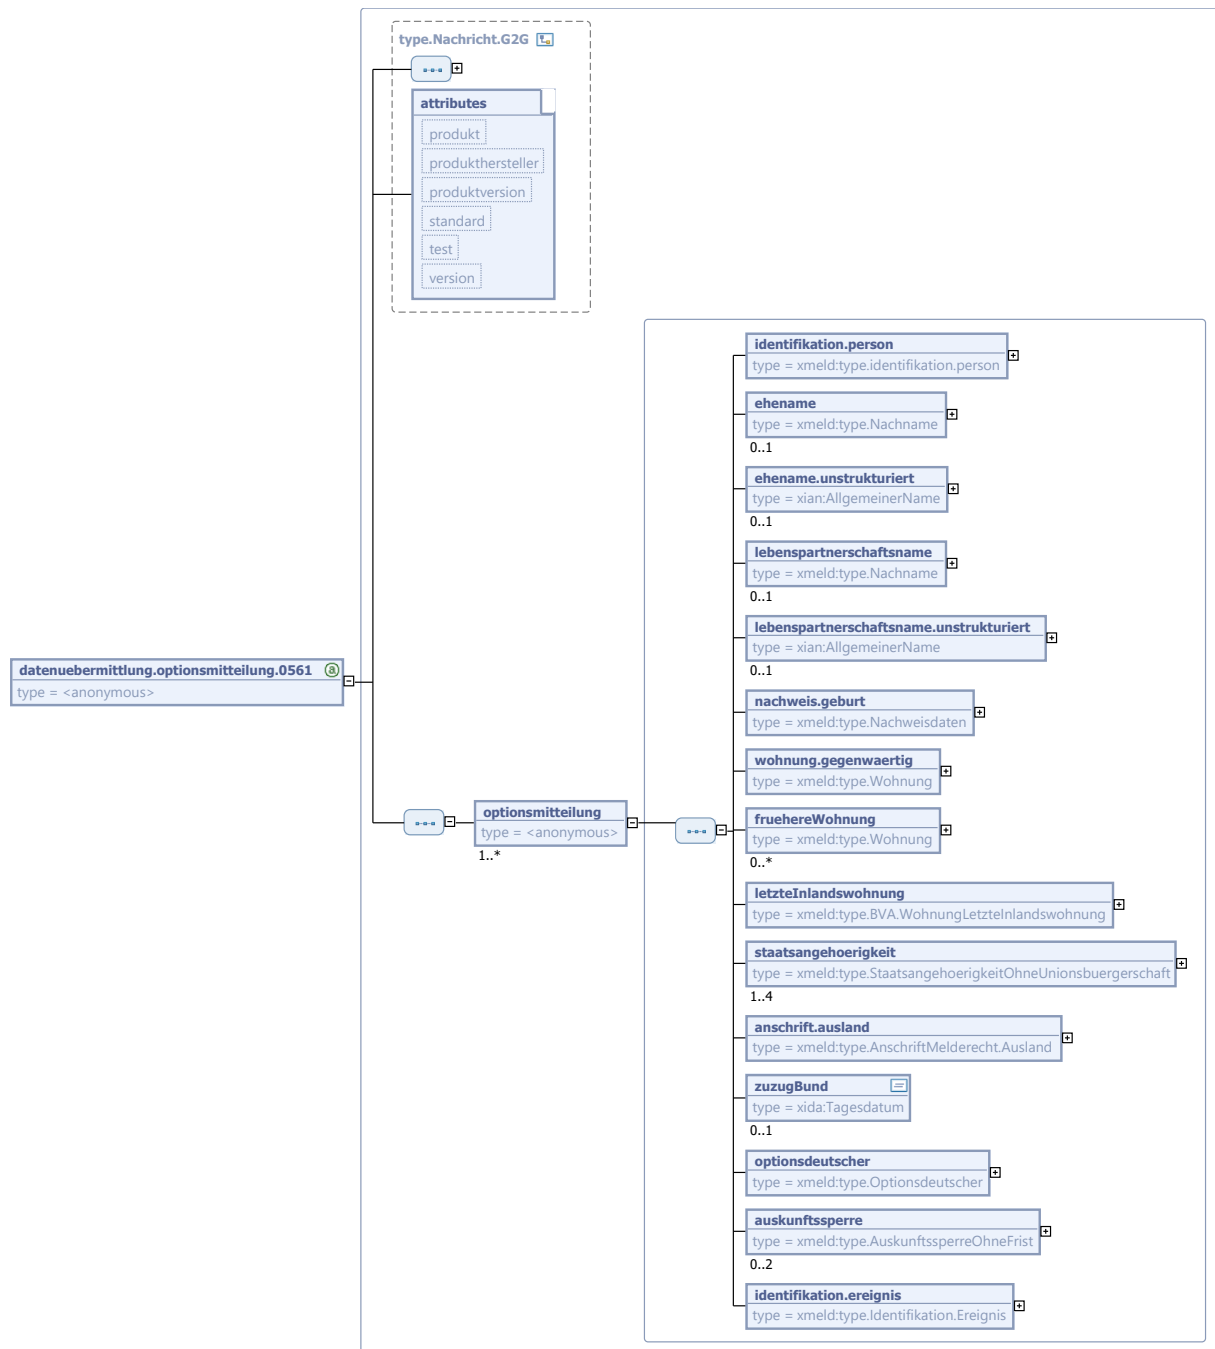 type.Nachricht.G2G
attributes
produkt
produkthersteller
produktversion
standard
test
version
identifikation.person
type = xmeld:type.identifikation.person
ehename
type = xmeld:type.Nachname
0..1
ehename.unstrukturiert
type = xian:AllgemeinerName
0..1
lebenspartnerschaftsname
type = xmeld:type.Nachname
0..1
lebenspartnerschaftsname.unstrukturiert
type = xian:AllgemeinerName
0..1
datenuebermittlung.optionsmitteilung.0561 a
type = <anonymous>
nachweis.geburt
type = xmeld:type.Nachweisdaten
wohnung.gegenwaertig
type = xmeld:type.Wohnung
optionsmitteilung
type = <anonymous>
1..*
fruehereWohnung
type = xmeld:type.Wohnung
0..*
letzteInlandswohnung
type = xmeld:type.BVA.WohnungLetzteInlandswohnung
staatsangehoerigkeit
type = xmeld:type.StaatsangehoerigkeitOhneUnionsbuergerschaft
1..4
anschrift.ausland
type = xmeld:type.AnschriftMelderecht.Ausland
zuzugBund
type = xida:Tagesdatum
0..1
optionsdeutscher
type = xmeld:type.Optionsdeutscher
auskunftssperre
type = xmeld:type.AuskunftssperreOhneFrist
0..2
identifikation.ereignis
type = xmeld:type.Identifikation.Ereignis